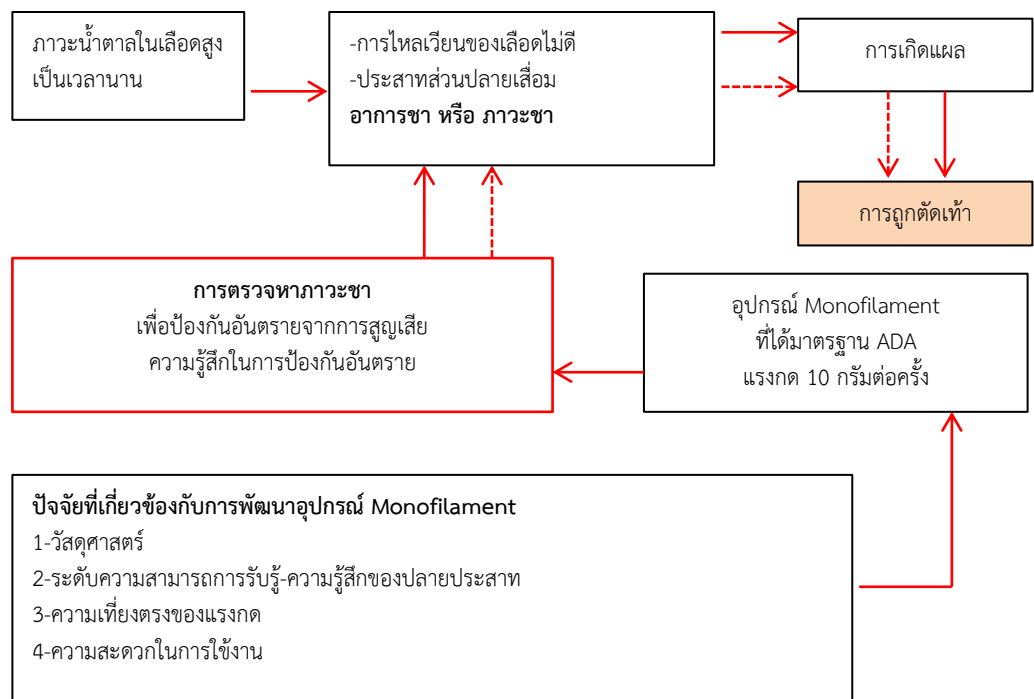 ภาวะน้ำตาลในเลือดสูง
เป็นเวลานาน
-การไหลเวียนของเลือดไม่ดี
-ประสาทส่วนปลายเสื่อม
อาการชา หรือ ภาวะชา
การเกิดแผล
การถูกตัดเท้า
การตรวจหาภาวะชา
เพื่อป้องกันอันตรายจากการสูญเสีย
ความรู้สึกในการป้องกันอันตราย
อุปกรณ์ Monofilament
ที่ได้มาตรฐาน ADA
แรงกด 10 กรัมต่อครั้ง
ปัจจัยที่เกี่ยวข้องกับการพัฒนาอุปกรณ์ Monofilament
1-วัสดุศาสตร์
2-ระดับความสามารถการรับรู้-ความรู้สึกของปลายประสาท
3-ความเที่ยงตรงของแรงกด
4-ความสะดวกในการใช้งาน